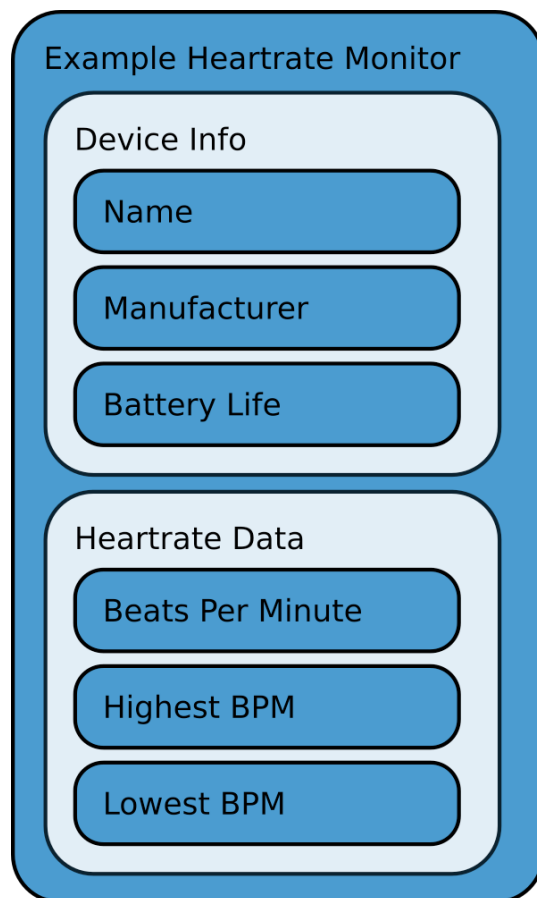 Example Heartrate Monitor
Device Info
Name
Manufacturer
Battery Life
Heartrate Data
Beats Per Minute
Highest BPM
Lowest BPM